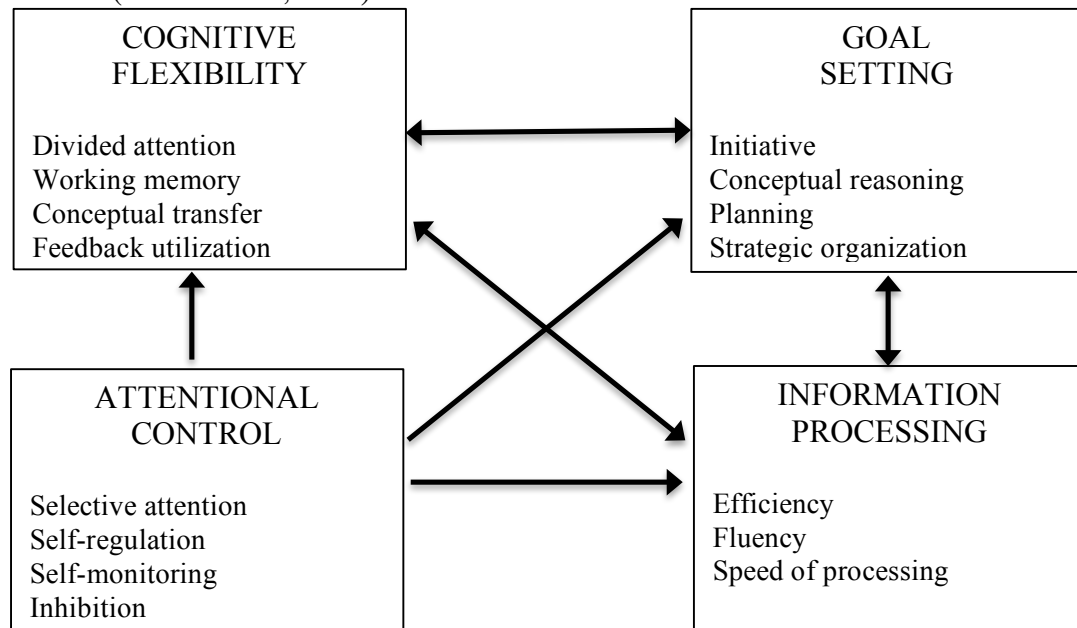 COGNITIVE
FLEXIBILITY
Divided attention
Working memory
Conceptual transfer
Feedback utilization
GOAL
SETTING
Initiative
Conceptual reasoning
Planning
Strategic organization
ATTENTIONAL
CONTROL
Selective attention
Self-regulation
Self-monitoring
Inhibition
INFORMATION
PROCESSING
Efficiency
Fluency
Speed of processing